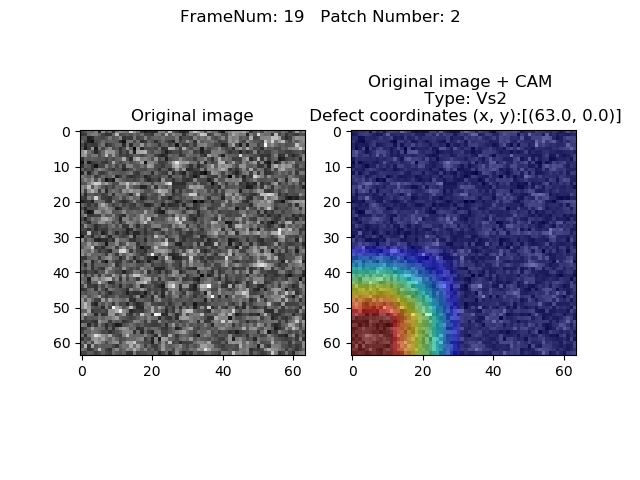 FrameNum: 19   Patch Number: 2
Original image
Original image + CAM
Type: Vs2
Defect coordinates (x, y):[(63.0, 0.0)]
0
10
20
30
40
50
60
0 20 40 60
0
10
20
30
40
50
60
0 20 40 60